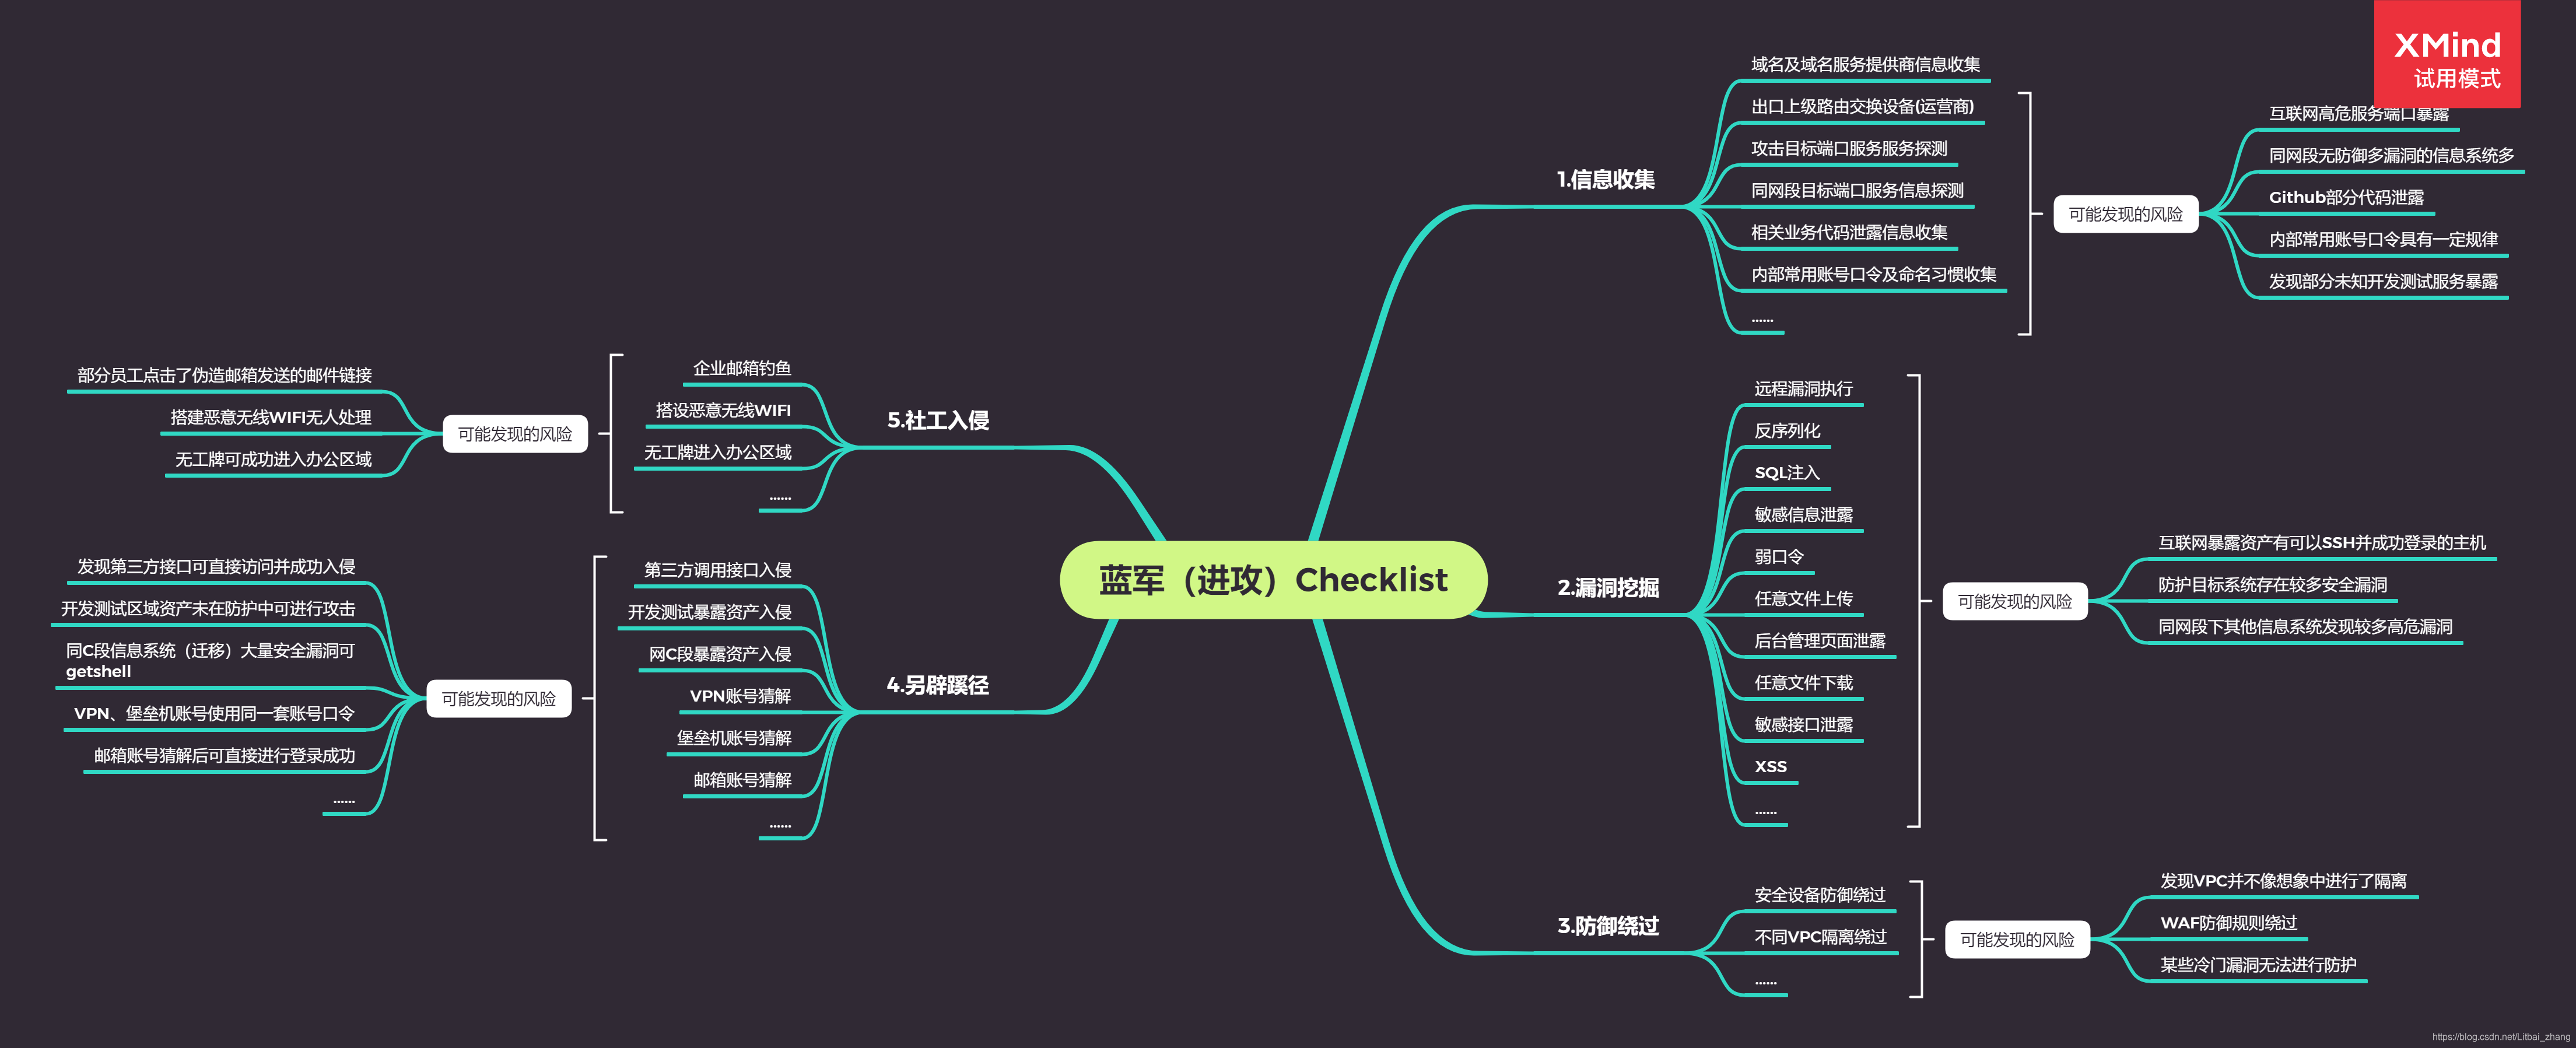 XMind
试用模式
蓝军（进攻）Checklist
1.信息收集
域名及域名服务提供商信息收集
出口上级路由交换设备(运营商)
攻击目标端口服务服务探测
同网段目标端口服务信息探测
相关业务代码泄露信息收集
内部常用账号口令及命名习惯收集
......
可能发现的风险
互联网高危服务端口暴露
同网段无防御多漏洞的信息系统多
Github部分代码泄露
内部常用账号口令具有一定规律
发现部分未知开发测试服务暴露
2.漏洞挖掘
远程漏洞执行
反序列化
SQL注入
敏感信息泄露
弱口令
任意文件上传
后台管理页面泄露
任意文件下载
敏感接口泄露
XSS
......
可能发现的风险
互联网暴露资产有可以SSH并成功登录的主机
防护目标系统存在较多安全漏洞
同网段下其他信息系统发现较多高危漏洞
3.防御绕过
安全设备防御绕过
不同VPC隔离绕过
......
可能发现的风险
发现VPC并不像想象中进行了隔离
WAF防御规则绕过
某些冷门漏洞无法进行防护
4.另辟蹊径
第三方调用接口入侵
开发测试暴露资产入侵
网C段暴露资产入侵
VPN账号猜解
堡垒机账号猜解
邮箱账号猜解
......
可能发现的风险
发现第三方接口可直接访问并成功入侵
开发测试区域资产未在防护中可进行攻击
同C段信息系统（迁移）大量安全漏洞可
getshell
VPN、堡垒机账号使用同一套账号口令
邮箱账号猜解后可直接进行登录成功
......
5.社工入侵
企业邮箱钓鱼
搭设恶意无线WIFI
无工牌进入办公区域
......
可能发现的风险
部分员工点击了伪造邮箱发送的邮件链接
搭建恶意无线WIFI无人处理
无工牌可成功进入办公区域
https://blog.csdn.net/Litbai_zhang